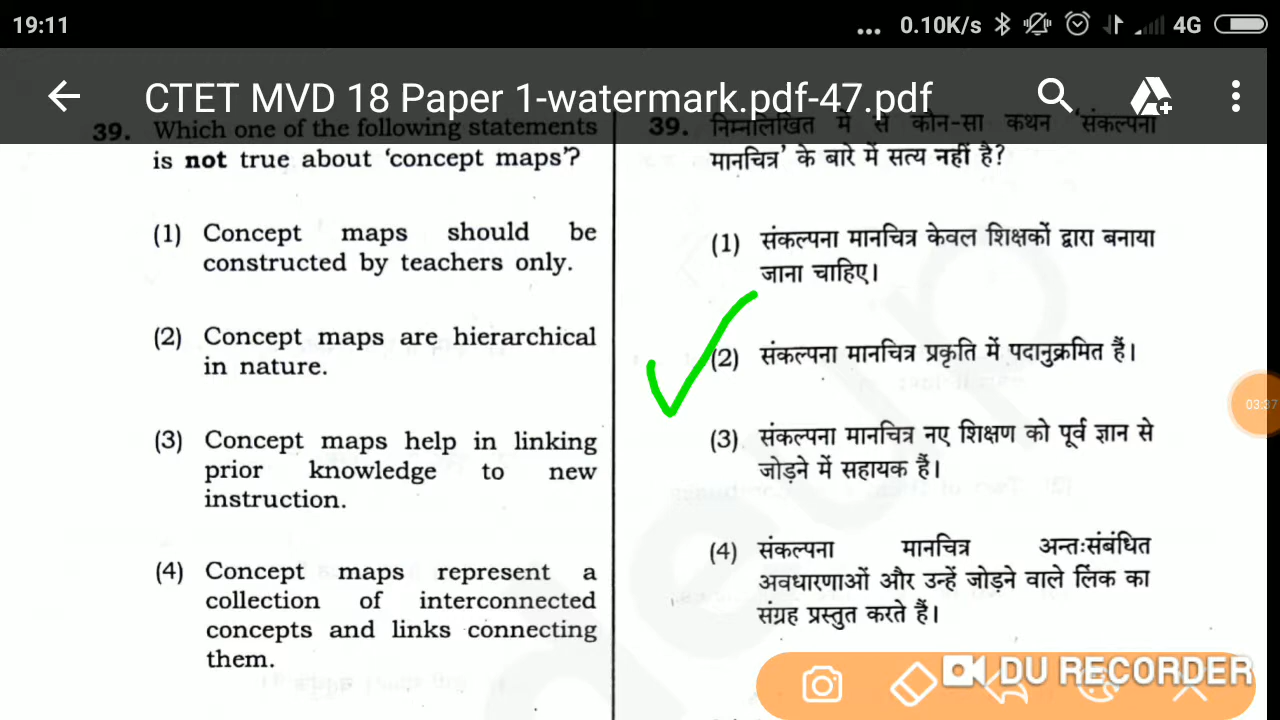 19:11
... 0.10K/s 4G
CTET MVD 18 Paper 1-watermark.pdf-47.pdf
39. Which one of the following statements
is not true about ‘concept maps’?
(1) Concept maps should be
constructed by teachers only.
(2) Concept maps are hierarchical
in nature.
(3) Concept maps help in linking
prior knowledge to new
instruction.
(4) Concept maps represent a
collection of interconnected
concepts and links connecting
them.
39. निम्नलिखित में से कौन-सा कथन ‘संकल्पना
मानचित्र’ के बारे में सत्य नहीं है?
(1) संकल्पना मानचित्र केवल शिक्षकों द्वारा बनाया
जाना चाहिए।
(2) संकल्पना मानचित्र प्रकृति में पदानुक्रमित हैं।
(3) संकल्पना मानचित्र नए शिक्षण को पूर्व ज्ञान से
जोड़ने में सहायक हैं।
(4) संकल्पना मानचित्र अन्तःसंबंधित
अवधारणाओं और उन्हें जोड़ने वाले लिंक का
संग्रह प्रस्तुत करते हैं।
03:37
DU RECORDER